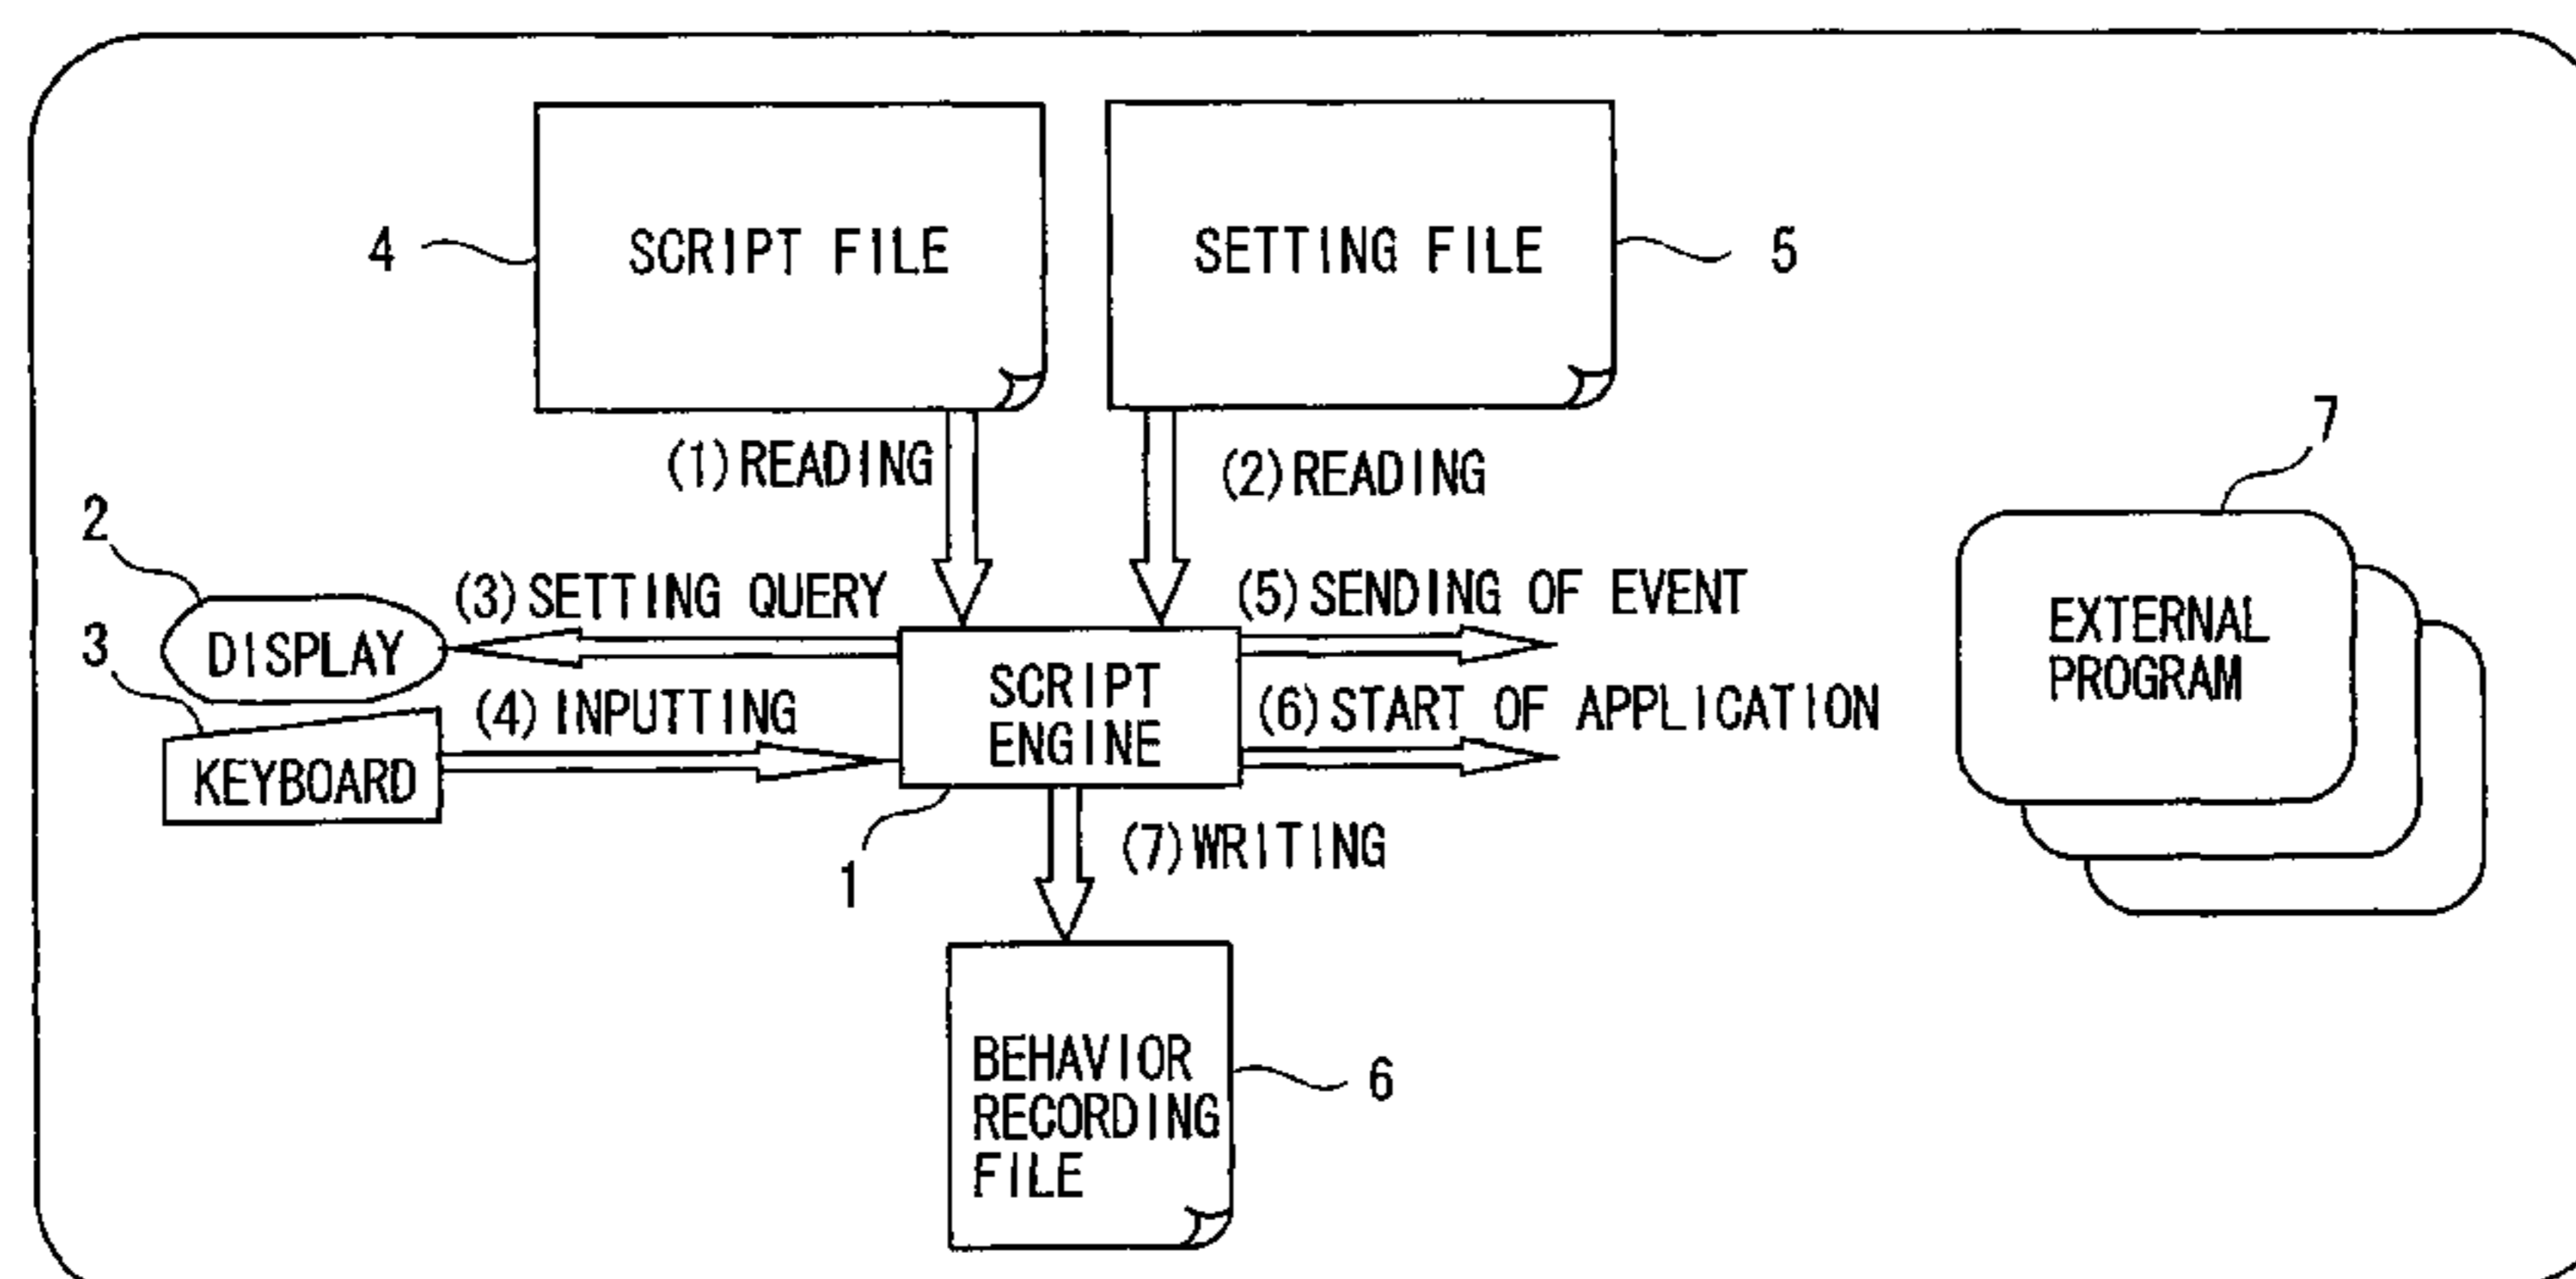 4
SCRIPT FILE
SETTING FILE
5
(1)READING
(2)READING
7
2
(3)SETTING QUERY
(5)SENDING OF EVENT
DISPLAY
3
(4)INPUTTING
SCRIPT
ENGINE
(6)START OF APPLICATION
EXTERNAL
PROGRAM
KEYBOARD
1
(7)WRITING
BEHAVIOR
RECORDING
FILE
6